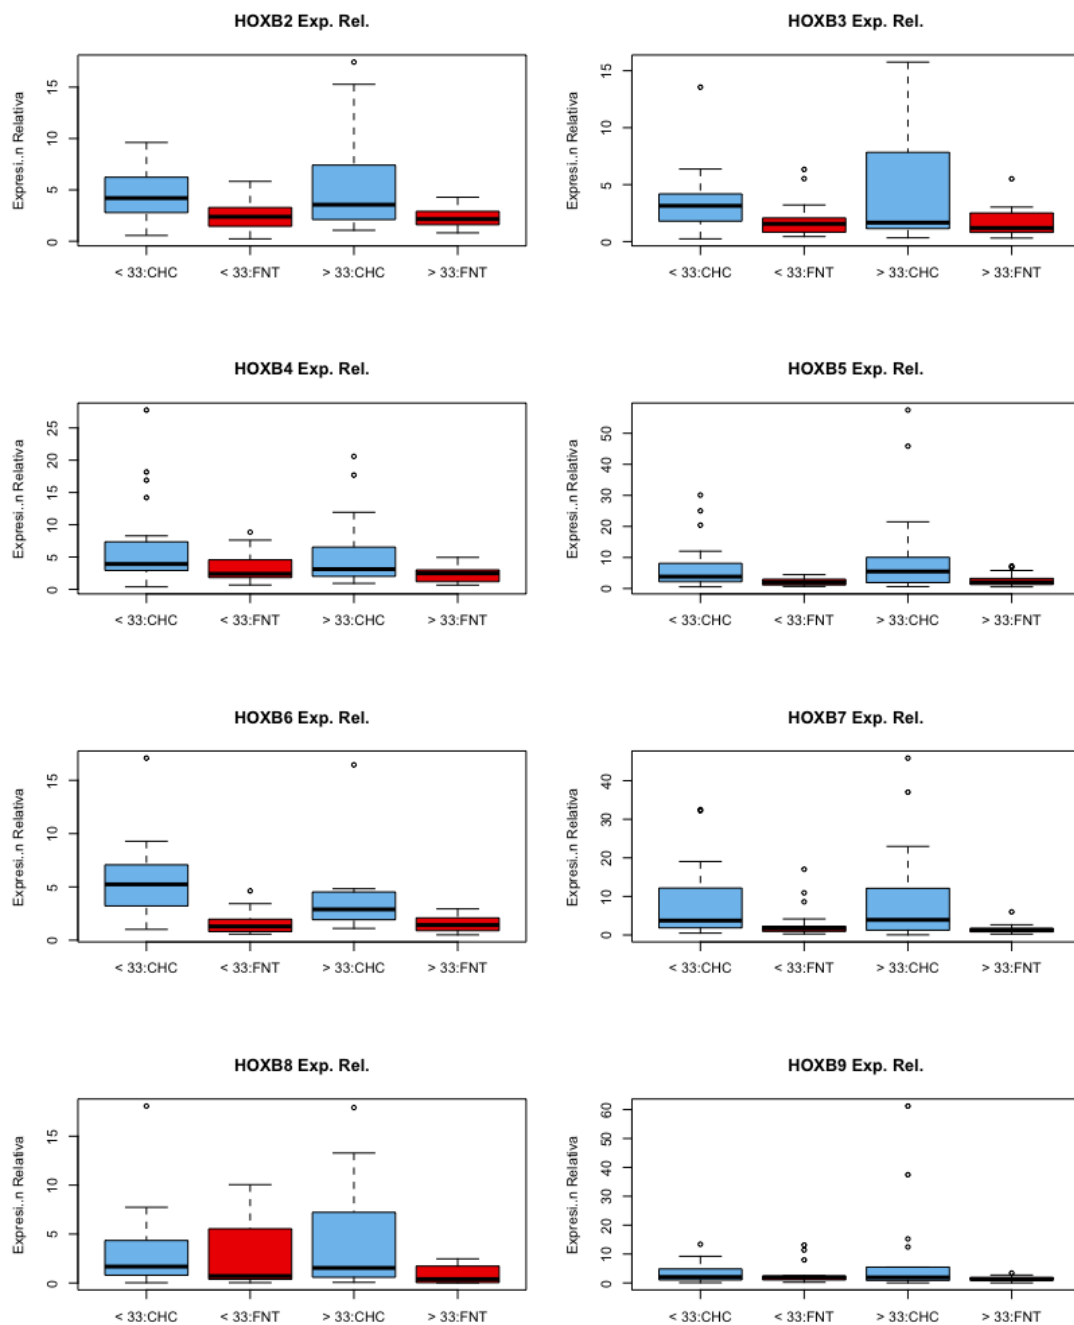 HOXB2 Exp. Rel.
Expresi..n Relativa
0 5 10 15
< 33:CHC < 33:FNT > 33:CHC > 33:FNT
HOXB3 Exp. Rel.
Expresi..n Relativa
0 5 10 15
< 33:CHC < 33:FNT > 33:CHC > 33:FNT
HOXB4 Exp. Rel.
Expresi..n Relativa
0 5 10 15 20 25
< 33:CHC < 33:FNT > 33:CHC > 33:FNT
HOXB5 Exp. Rel.
Expresi..n Relativa
0 10 20 30 40 50
< 33:CHC < 33:FNT > 33:CHC > 33:FNT
HOXB6 Exp. Rel.
Expresi..n Relativa
0 5 10 15
< 33:CHC < 33:FNT > 33:CHC > 33:FNT
HOXB7 Exp. Rel.
Expresi..n Relativa
0 10 20 30 40
< 33:CHC < 33:FNT > 33:CHC > 33:FNT
HOXB8 Exp. Rel.
Expresi..n Relativa
0 5 10 15
< 33:CHC < 33:FNT > 33:CHC > 33:FNT
HOXB9 Exp. Rel.
Expresi..n Relativa
0 10 20 30 40 50 60
< 33:CHC < 33:FNT > 33:CHC > 33:FNT